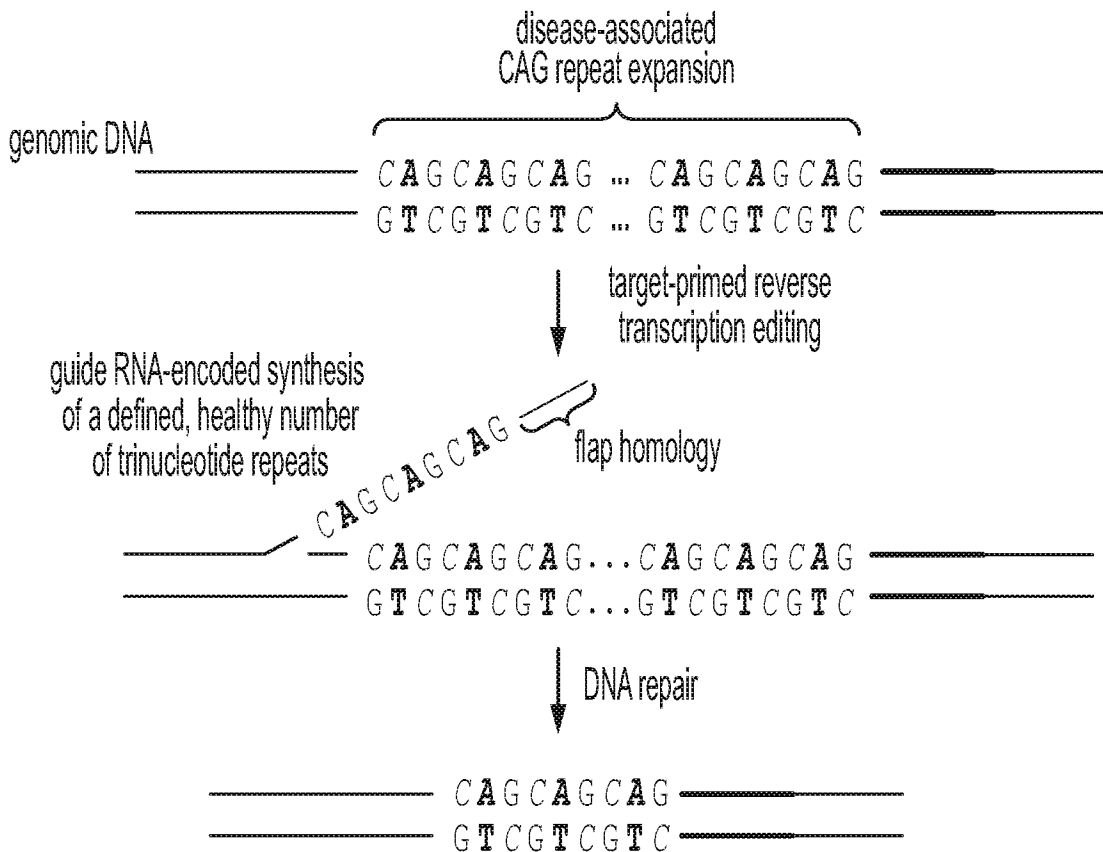 disease-associated
CAG repeat expansion
genomic DNA
CAGCAGCAG ... CAGCAGCAG
GTCGTCGTC ... GTCGTCGTC
target-primed reverse
transcription editing
guide RNA-encoded synthesis
of a defined, healthy number
of trinucleotide repeats
CAGCAGCAG
flap homology
CAGCAGCAG...CAGCAGCAG
GTCGTCGTC...GTCGTCGTC
DNA repair
CAGCAGCAG
GTCGTCGTC